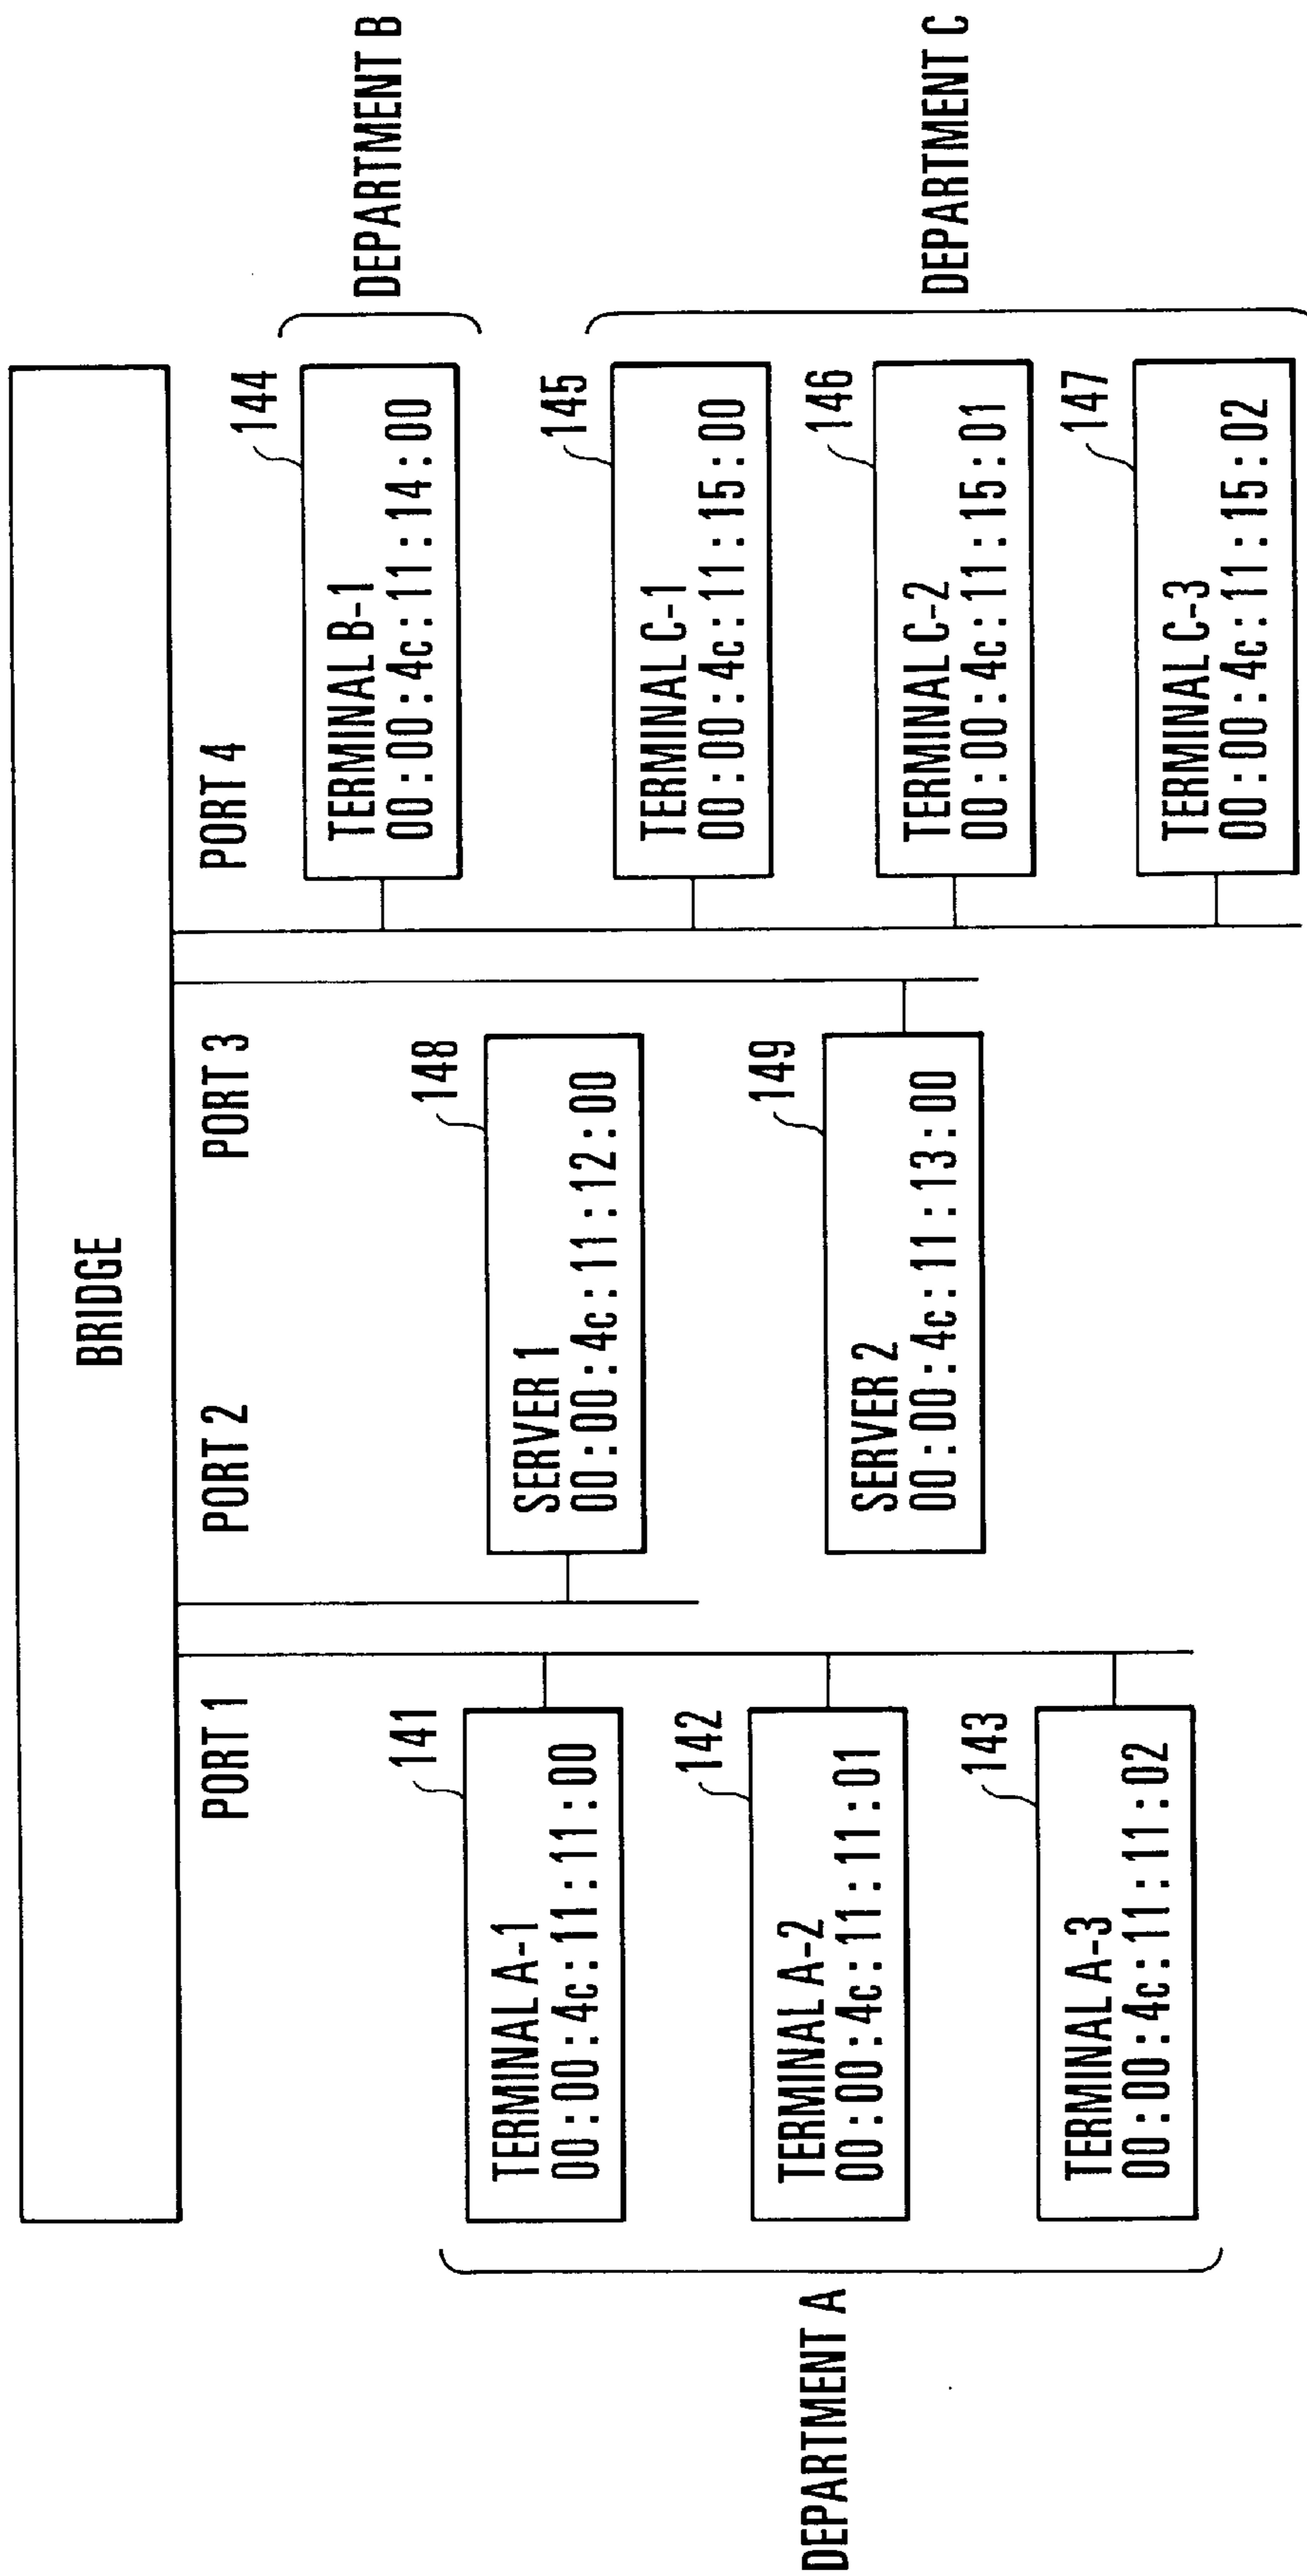 BRIDGE
PORT 1
PORT 2
PORT 3
PORT 4
DEPARTMENT A
141
TERMINAL A-1
00:00:4c:11:11:00
142
TERMINAL A-2
00:00:4c:11:11:01
143
TERMINAL A-3
00:00:4c:11:11:02
148
SERVER 1
00:00:4c:11:12:00
149
SERVER 2
00:00:4c:11:13:00
144
TERMINAL B-1
00:00:4c:11:14:00
DEPARTMENT B
145
TERMINAL C-1
00:00:4c:11:15:00
146
TERMINAL C-2
00:00:4c:11:15:01
147
TERMINAL C-3
00:00:4c:11:15:02
DEPARTMENT C